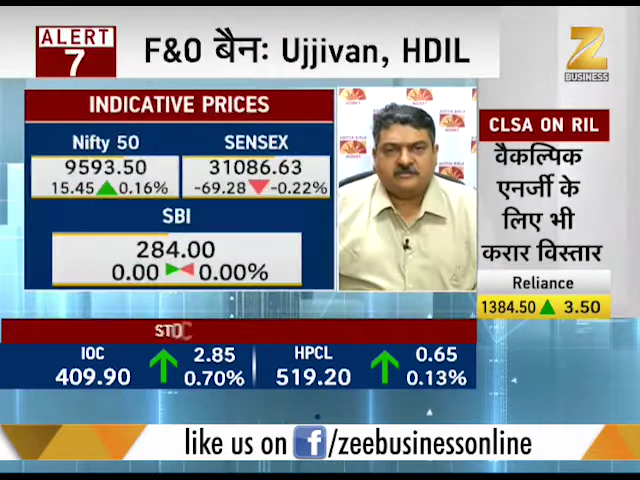 ALERT
7
F&O बैनः Ujjivan, HDIL
Z
BUSINESS
INDICATIVE PRICES
Nifty 50
9593.50
15.45 0.16%
SENSEX
31086.63
-69.28 -0.22%
SBI
284.00
0.00 0.00%
CLSA ON RIL
वैकल्पिक
एनर्जी के
लिए भी
करार विस्तार
Reliance
1384.50 3.50
IOC
409.90
2.85
0.70%
HPCL
519.20
0.65
0.13%
like us on f/zeebusinessonline